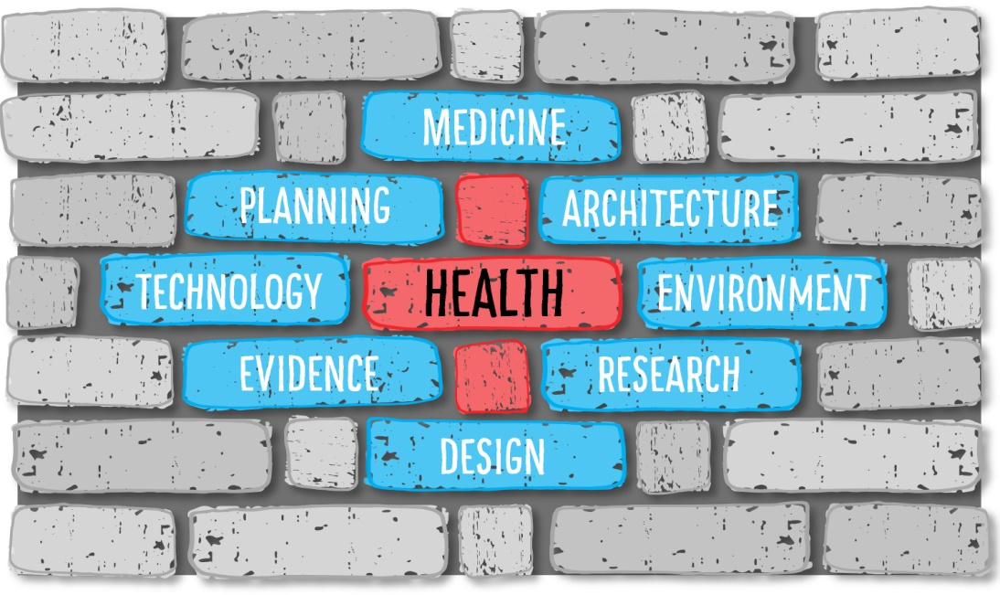 MEDICINE
PLANNING
ARCHITECTURE
TECHNOLOGY
HEALTH
ENVIRONMENT
EVIDENCE
RESEARCH
DESIGN